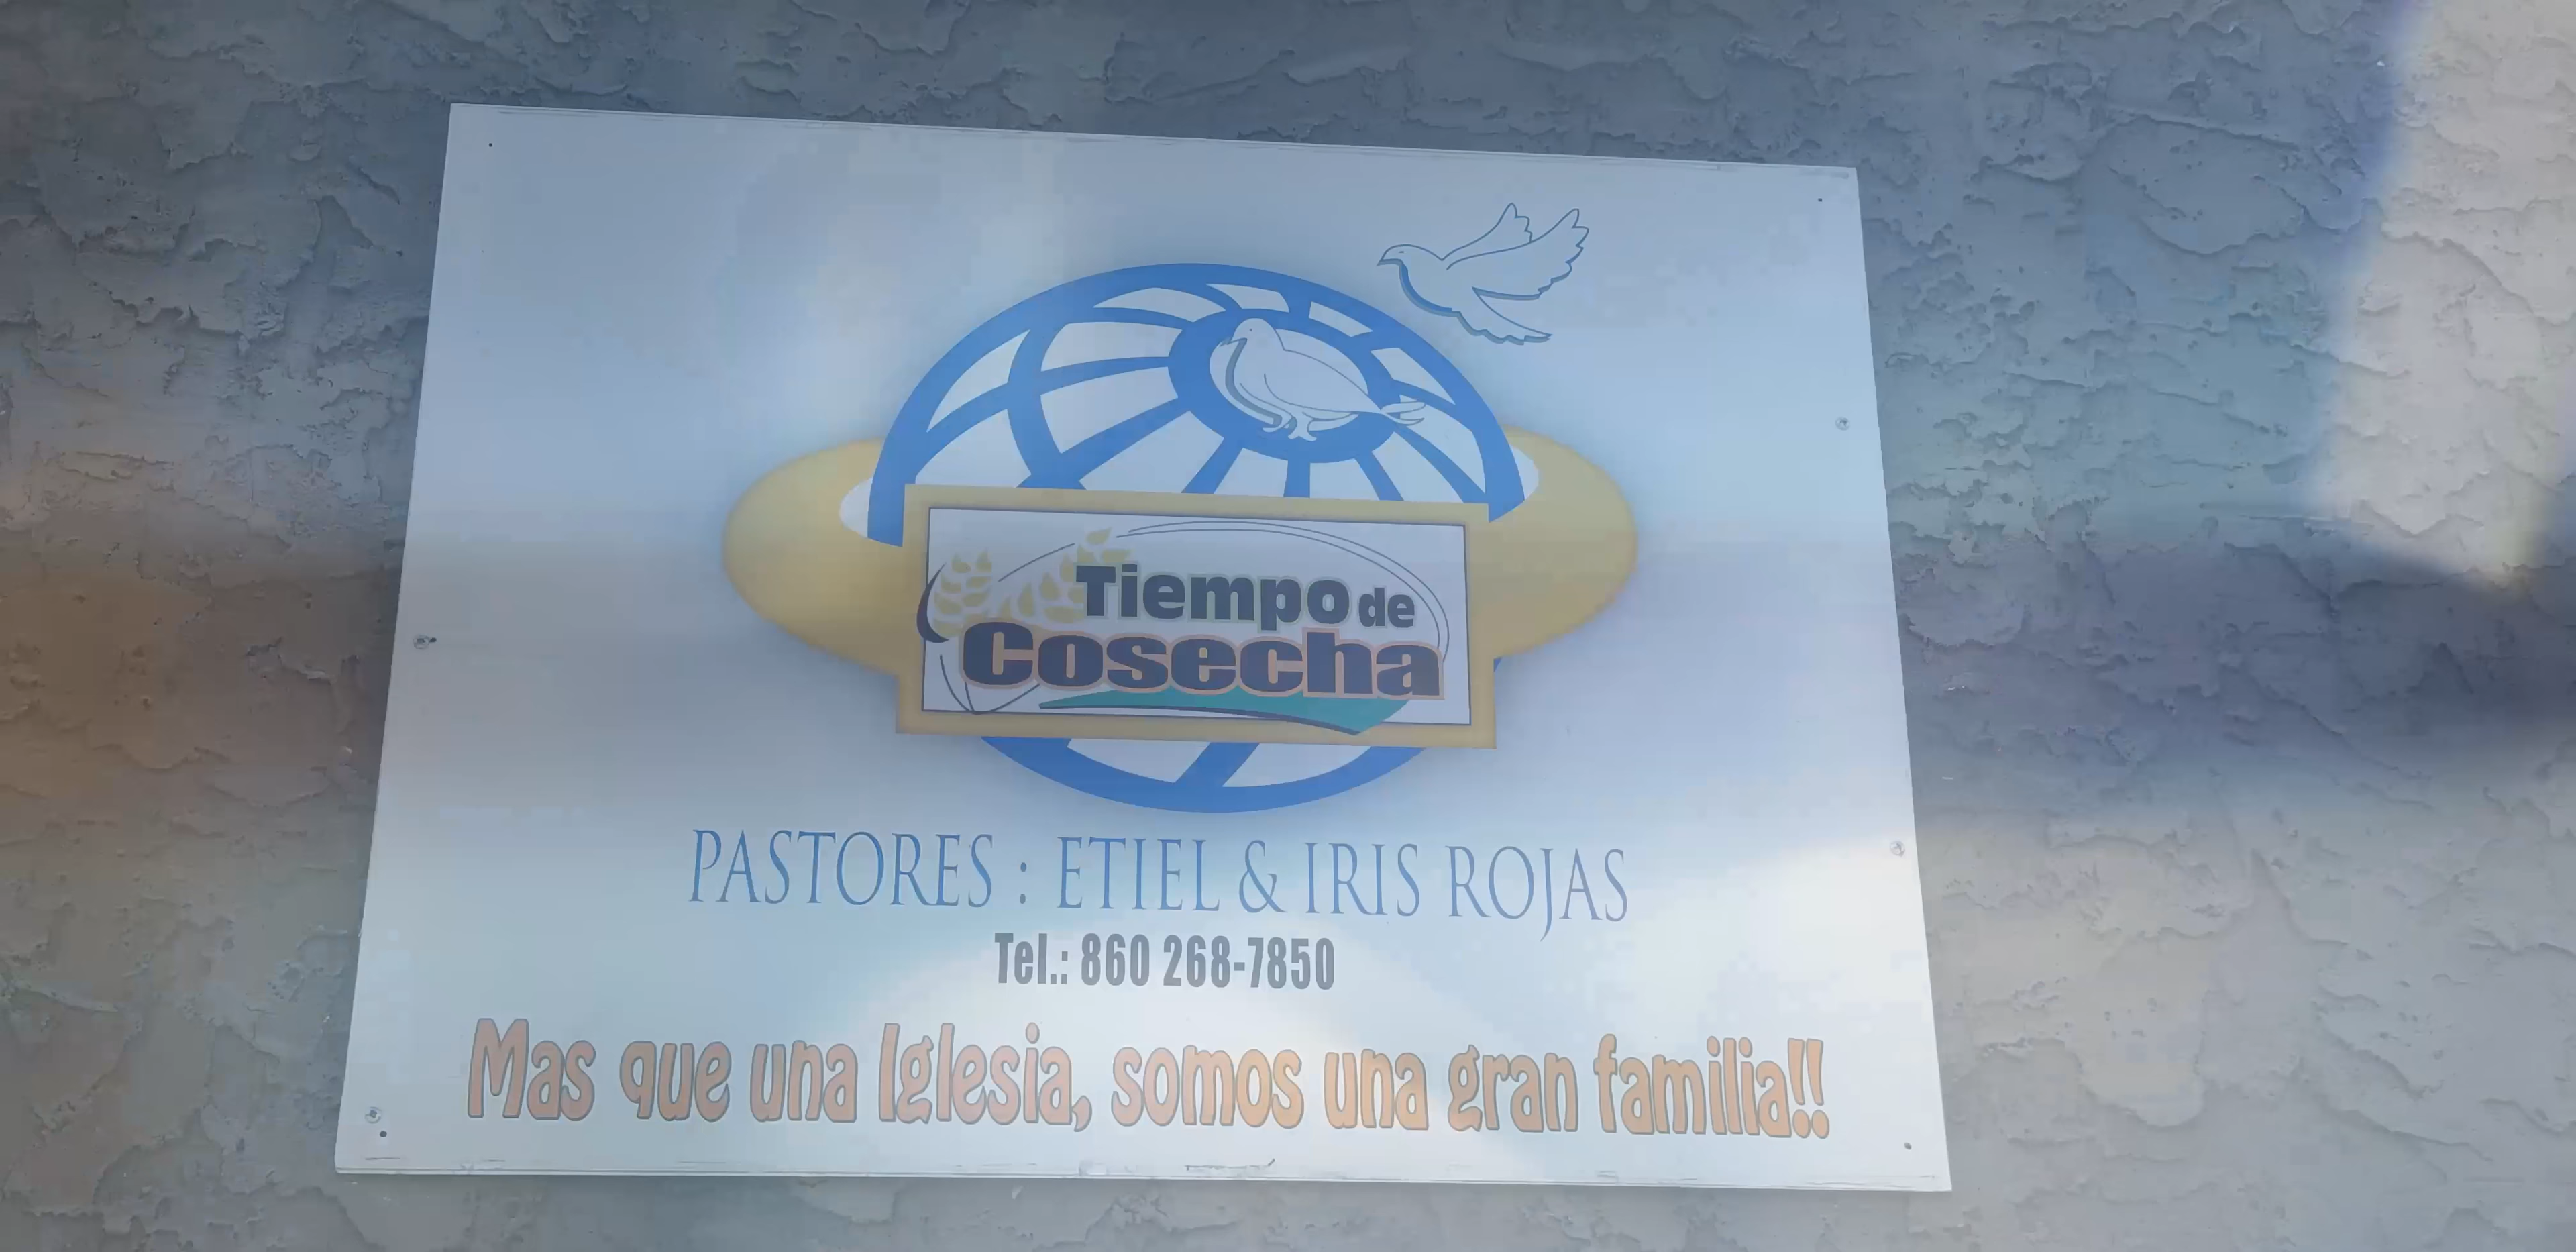 Tiempo de
Cosecha
PASTORES : ETIEL & IRIS ROJAS
Tel.: 860 268-7850
Mas que una Iglesia, somos una gran familia!!